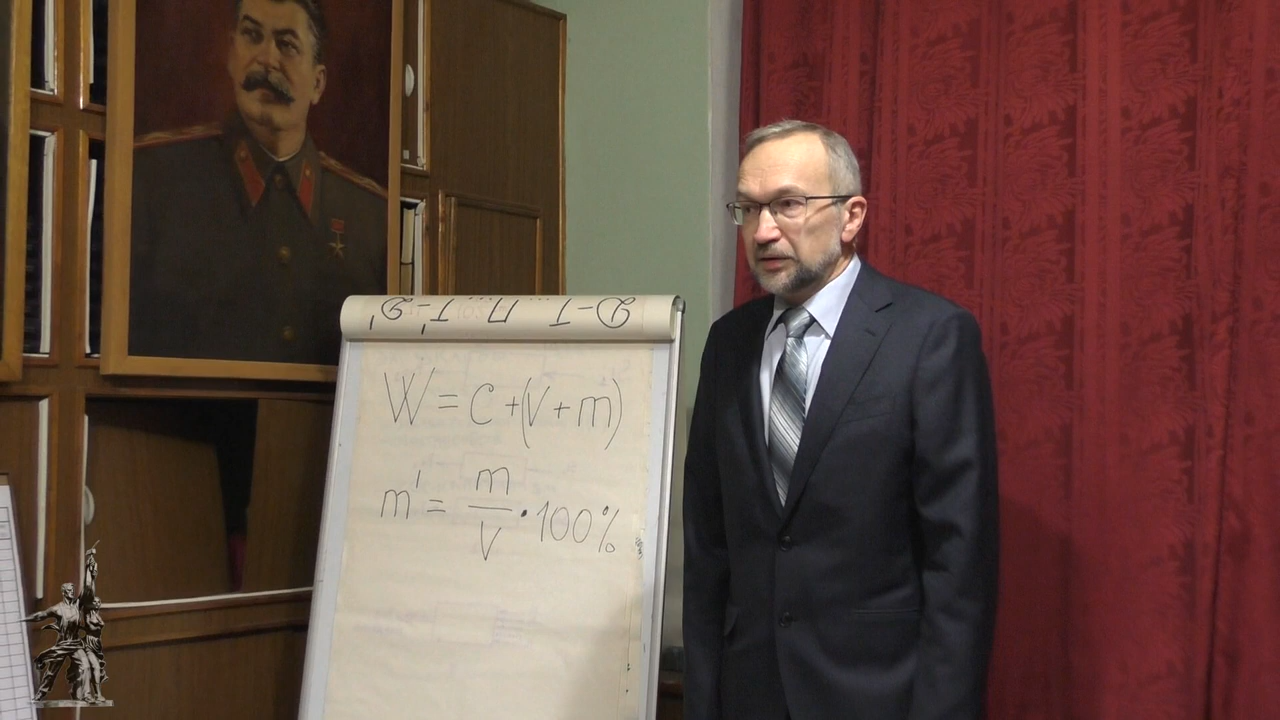 Д-Т ... П ... Т'-Д'
W = c + (v + m)
m' = m/v · 100%